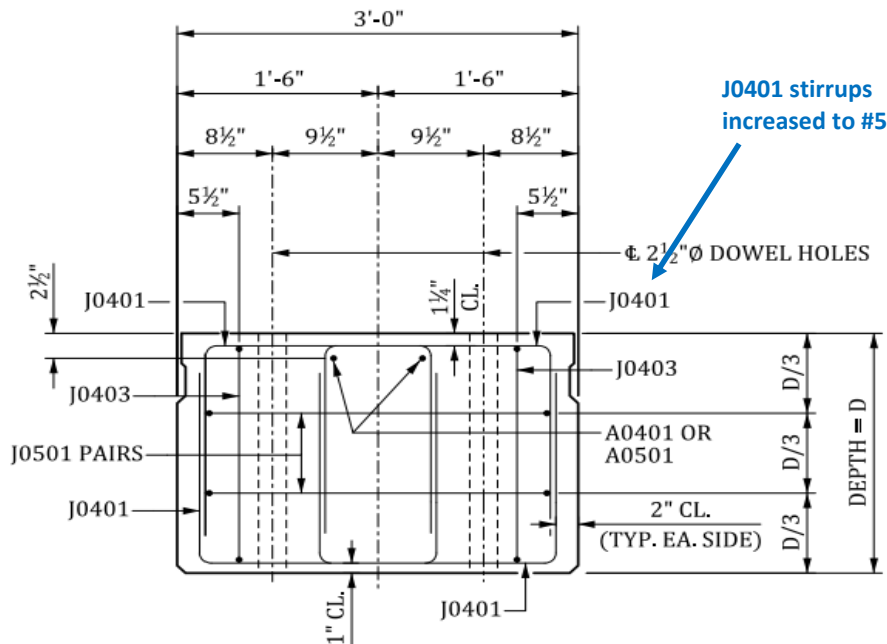 3'-0"
1'-6"
1'-6"
J0401 stirrups
increased to #5
8½"
9½"
9½"
8½"
5½"
5½"
℄ 2½"Ø DOWEL HOLES
2½"
1¼"
CL.
J0401
J0401
J0403
J0403
D/3
J0501 PAIRS
A0401 OR
A0501
D/3
DEPTH = D
J0401
2" CL.
(TYP. EA. SIDE)
D/3
1" CL.
J0401